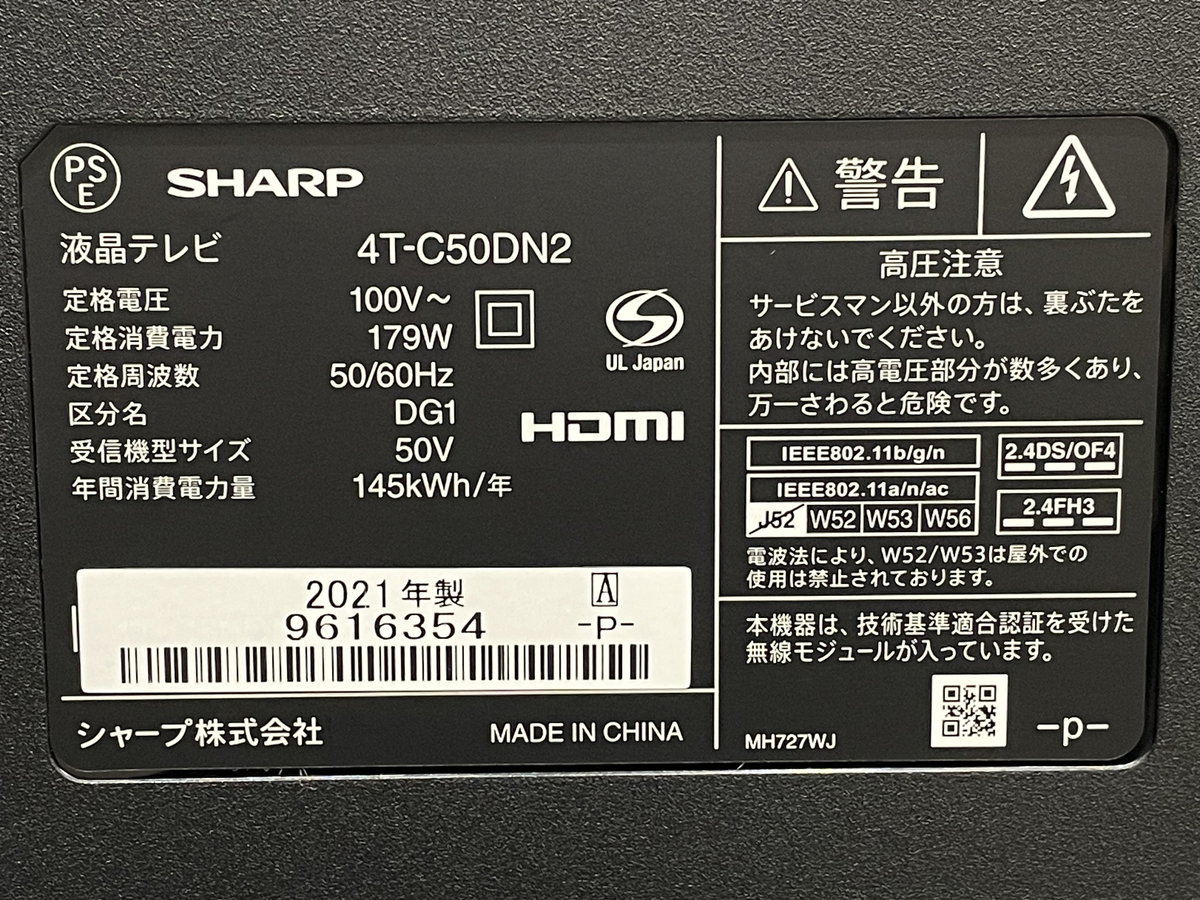 PSE
SHARP
液晶テレビ 4T-C50DN2
定格電圧 100V~
定格消費電力 179W
定格周波数 50/60Hz
区分名 DG1
受信機型サイズ 50V
年間消費電力量 145kWh/年
UL Japan
HDMI
2021年製 A
9616354 -P-
シャープ株式会社 MADE IN CHINA
警告
高圧注意
サービスマン以外の方は、裏ぶたを
あけないでください。
内部には高電圧部分が数多くあり、
万一さわると危険です。
IEEE802.11b/g/n
IEEE802.11a/n/ac
J52 W52 W53 W56
2.4DS/OF4
2.4FH3
電波法により、W52/W53は屋外での
使用は禁止されております。
本機器は、技術基準適合認証を受けた
無線モジュールが入っています。
MH727WJ -p-